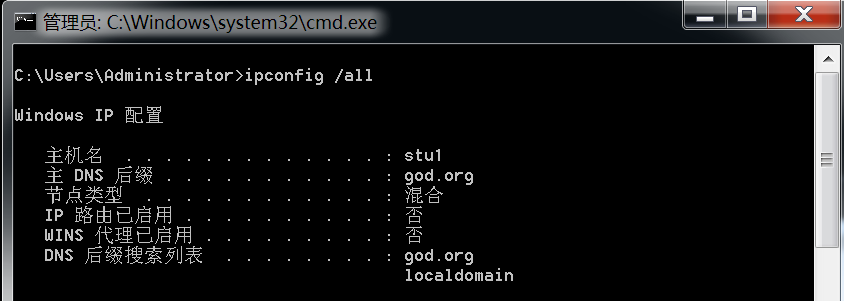 管理员: C:\Windows\system32\cmd.exe
C:\Users\Administrator>ipconfig /all
Windows IP 配置
主机名 . . . . . . . . . . . . . : stu1
主 DNS 后缀 . . . . . . . . . . . : god.org
节点类型 . . . . . . . . . . . . : 混合
IP 路由已启用 . . . . . . . . . . : 否
WINS 代理已启用 . . . . . . . . . : 否
DNS 后缀搜索列表 . . . . . . . . : god.org
localdomain